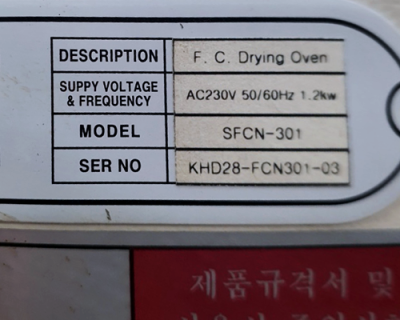 DESCRIPTION F. C. Drying Oven
SUPPY VOLTAGE
& FREQUENCY AC230V 50/60Hz 1.2kw
MODEL SFCN-301
SER NO KHD28-FCN301-03
제품규격서 및